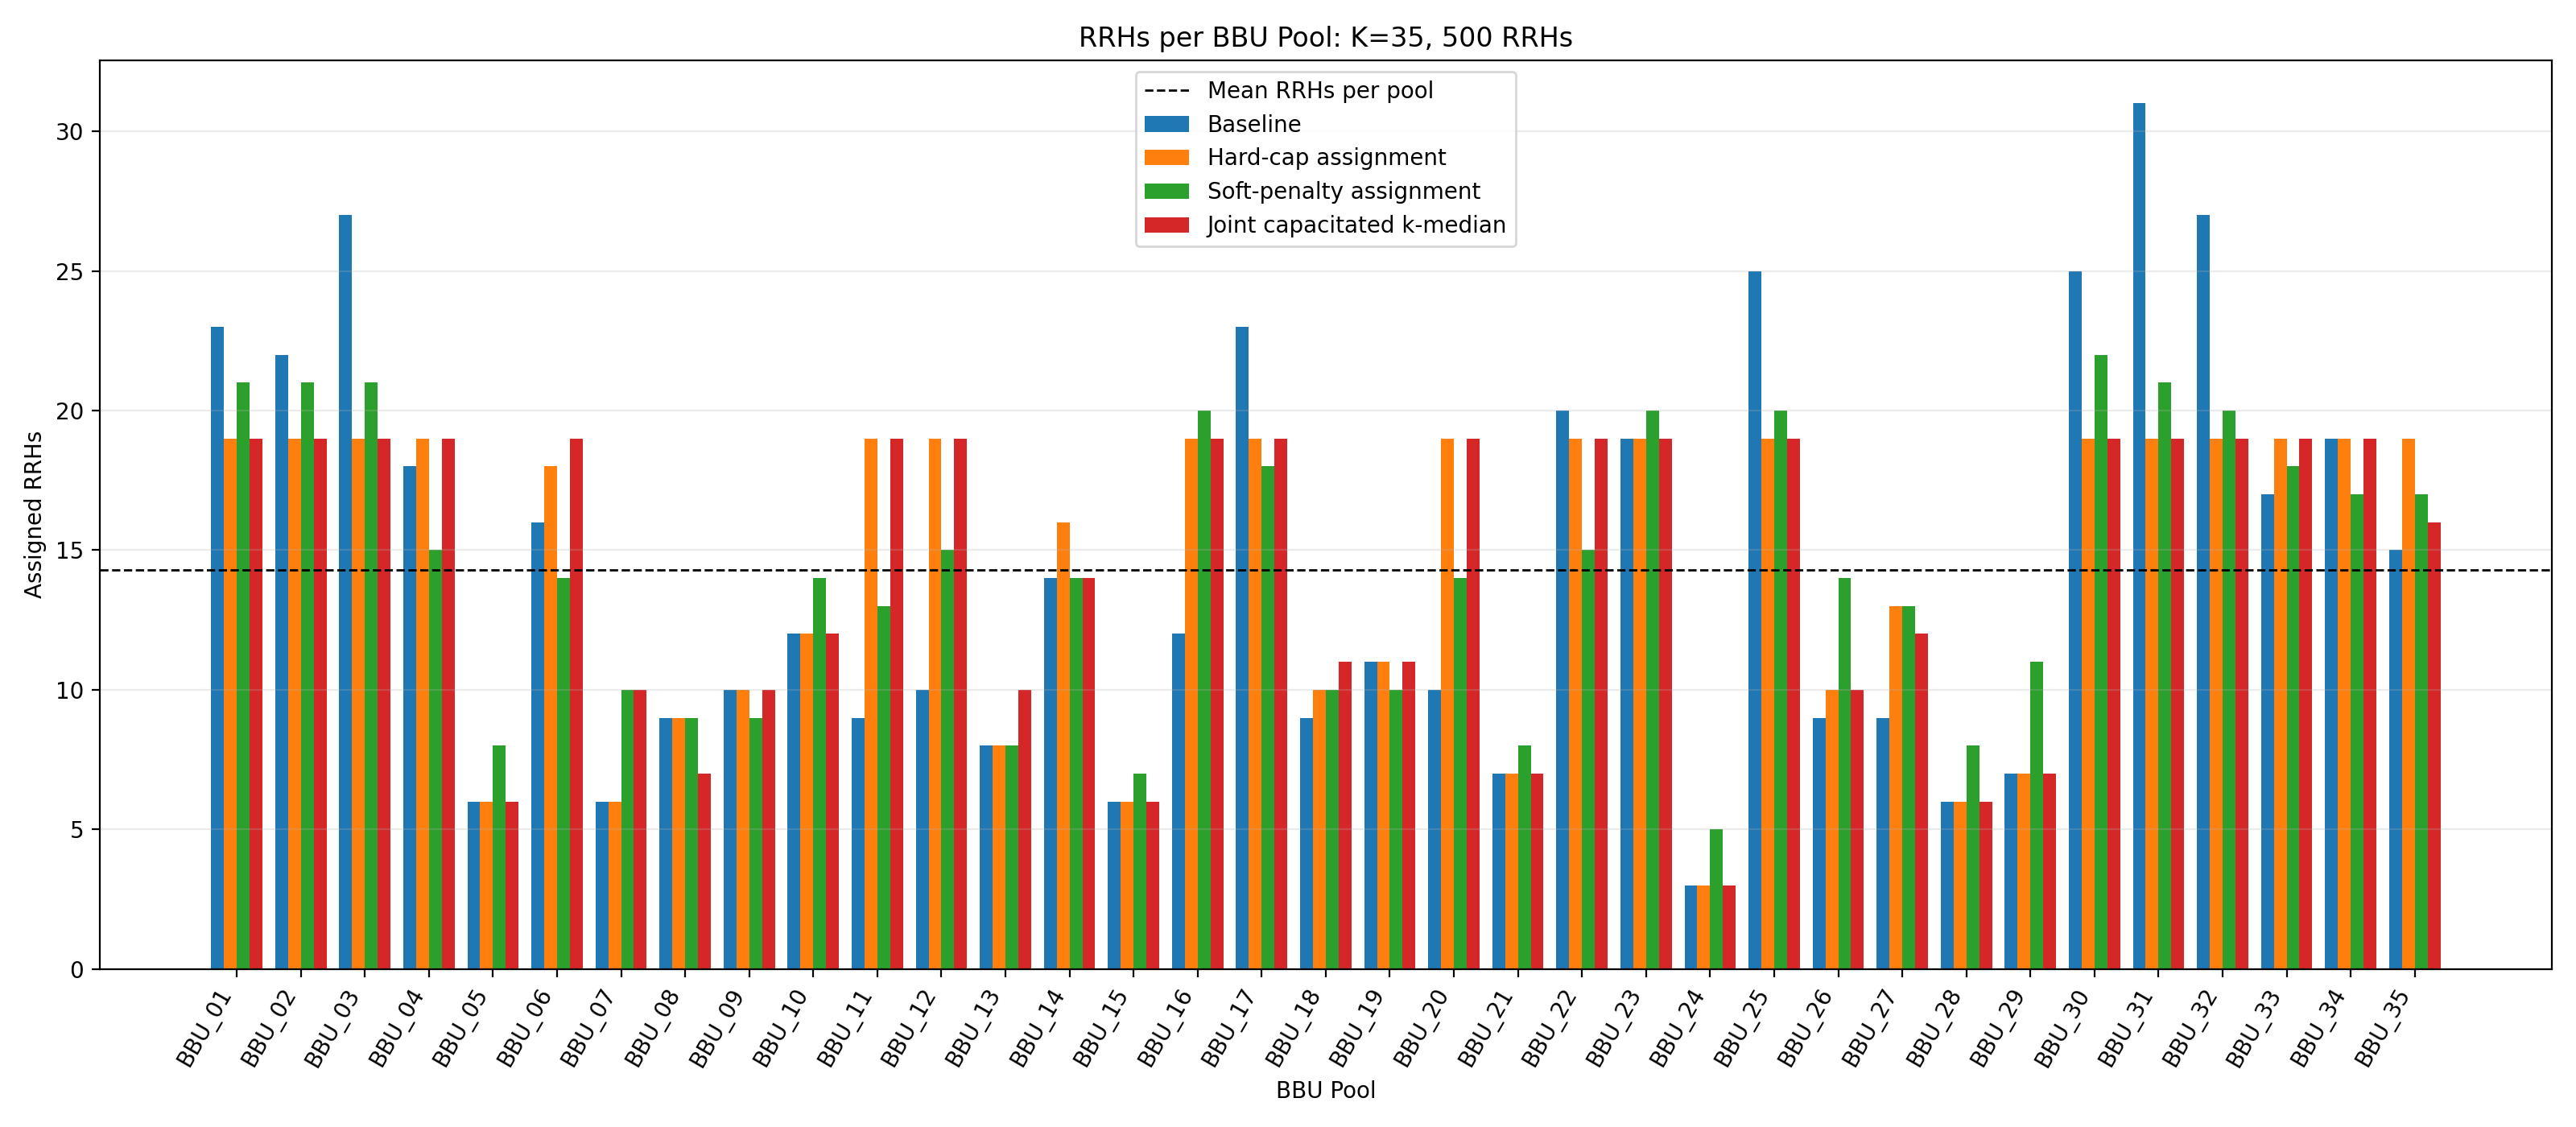 RRHs per BBU Pool: K=35, 500 RRHs
Mean RRHs per pool
Baseline
Hard-cap assignment
Soft-penalty assignment
Joint capacitated k-median
Assigned RRHs
30
25
20
15
10
5
0
BBU_01
BBU_02
BBU_03
BBU_04
BBU_05
BBU_06
BBU_07
BBU_08
BBU_09
BBU_10
BBU_11
BBU_12
BBU_13
BBU_14
BBU_15
BBU_16
BBU_17
BBU_18
BBU_19
BBU_20
BBU_21
BBU_22
BBU_23
BBU_24
BBU_25
BBU_26
BBU_27
BBU_28
BBU_29
BBU_30
BBU_31
BBU_32
BBU_33
BBU_34
BBU_35
BBU Pool